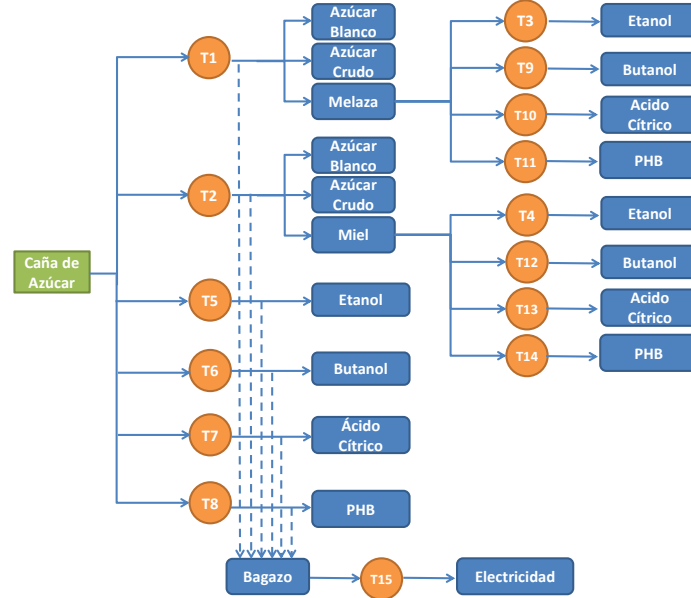 Caña de
Azúcar
T1
Azúcar
Blanco
Azúcar
Crudo
Melaza
T3
Etanol
T9
Butanol
T10
Acido
Cítrico
T11
PHB
T2
Azúcar
Blanco
Azúcar
Crudo
Miel
T4
Etanol
T12
Butanol
T13
Acido
Cítrico
T14
PHB
T5
Etanol
T6
Butanol
T7
Ácido
Cítrico
T8
PHB
Bagazo
T15
Electricidad